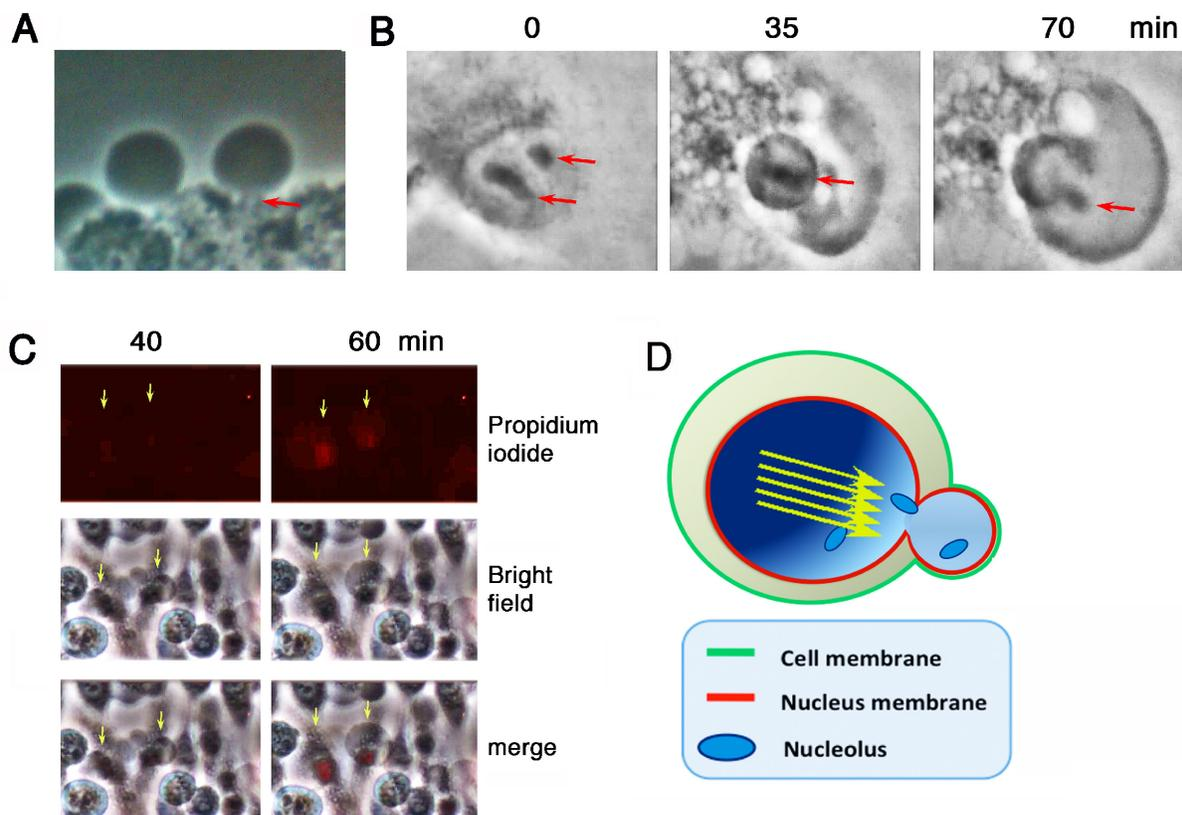 A
B
0
35
70 min
C
40
60 min
Propidium
iodide
Bright
field
merge
D
Cell membrane
Nucleus membrane
Nucleolus